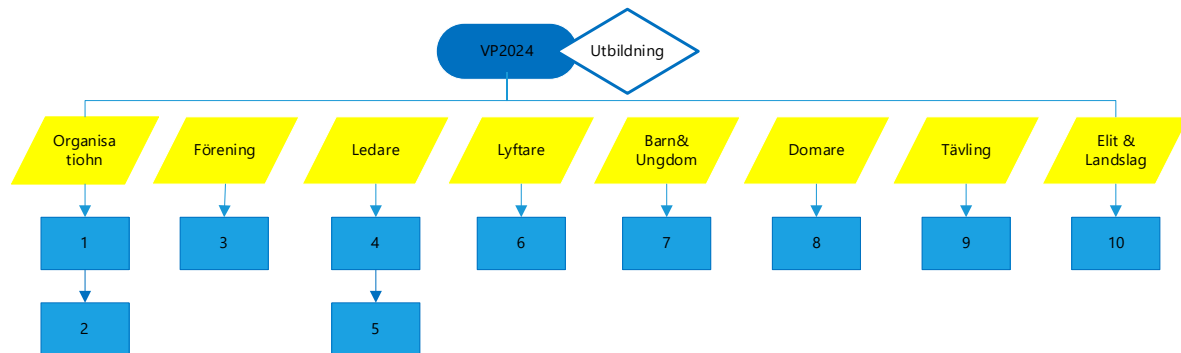 VP2024
Utbildning
Organisa
tiohn
Förening
Ledare
Lyftare
Barn&
Ungdom
Domare
Tävling
Elit &
Landslag
1
3
4
6
7
8
9
10
2
5